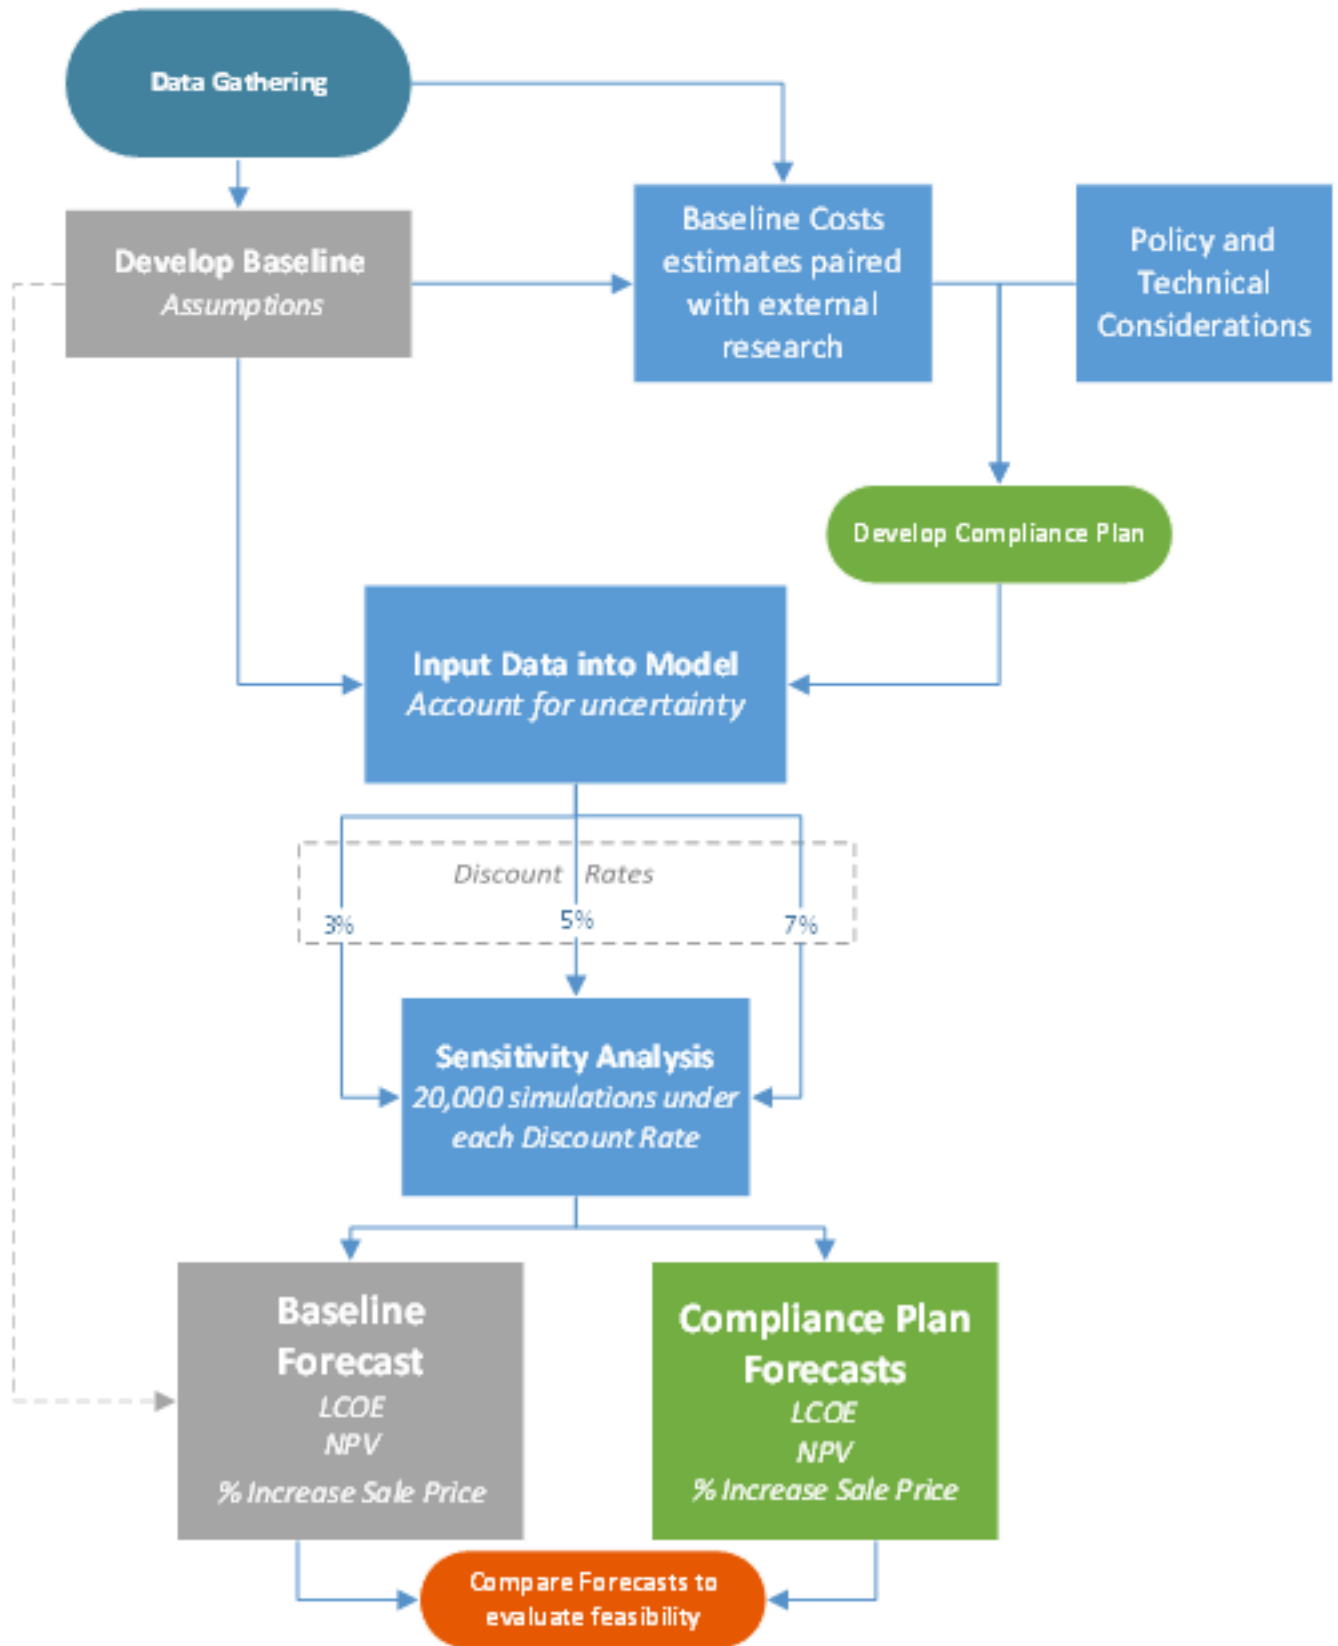 Data Gathering
Develop Baseline
Assumptions
Baseline Costs
estimates paired
with external
research
Policy and
Technical
Considerations
Develop Compliance Plan
Input Data into Model
Account for uncertainty
Discount Rates
3%
5%
7%
Sensitivity Analysis
20,000 simulations under
each Discount Rate
Baseline
Forecast
LCOE
NPV
% Increase Sale Price
Compliance Plan
Forecasts
LCOE
NPV
% Increase Sale Price
Compare Forecasts to
evaluate feasibility